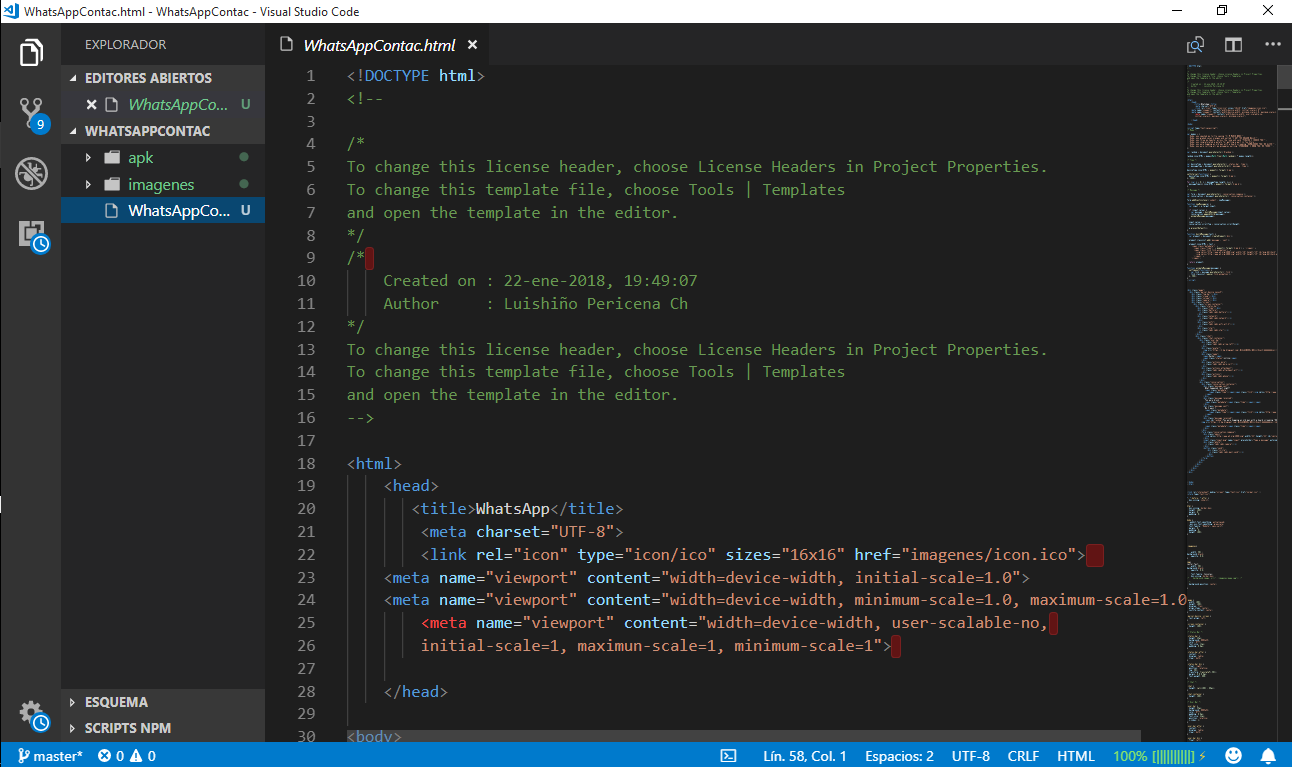 WhatsAppContac.html - WhatsAppContac - Visual Studio Code
EXPLORADOR
EDITORES ABIERTOS
WhatsAppCo... U
WHATSAPPCONTAC
apk
imagenes
WhatsAppCo... U
ESQUEMA
SCRIPTS NPM
9
WhatsAppContac.html
1 <!DOCTYPE html>
2 <!--
3
4 /*
5 To change this license header, choose License Headers in Project Properties.
6 To change this template file, choose Tools | Templates
7 and open the template in the editor.
8 */
9 /*
10 Created on : 22-ene-2018, 19:49:07
11 Author     : Luishiño Pericena Ch
12 */
13 To change this license header, choose License Headers in Project Properties.
14 To change this template file, choose Tools | Templates
15 and open the template in the editor.
16 -->
17
18 <html>
19 <head>
20 <title>WhatsApp</title>
21 <meta charset="UTF-8">
22 <link rel="icon" type="icon/ico" sizes="16x16" href="imagenes/icon.ico">
23 <meta name="viewport" content="width=device-width, initial-scale=1.0">
24 <meta name="viewport" content="width=device-width, minimum-scale=1.0, maximum-scale=1.0
25 <meta name="viewport" content="width=device-width, user-scalable-no,
26 initial-scale=1, maximun-scale=1, minimum-scale=1">
27
28 </head>
29
30 <body>
master* 0 0 Lín. 58, Col. 1 Espacios: 2 UTF-8 CRLF HTML 100% [||||||||||]